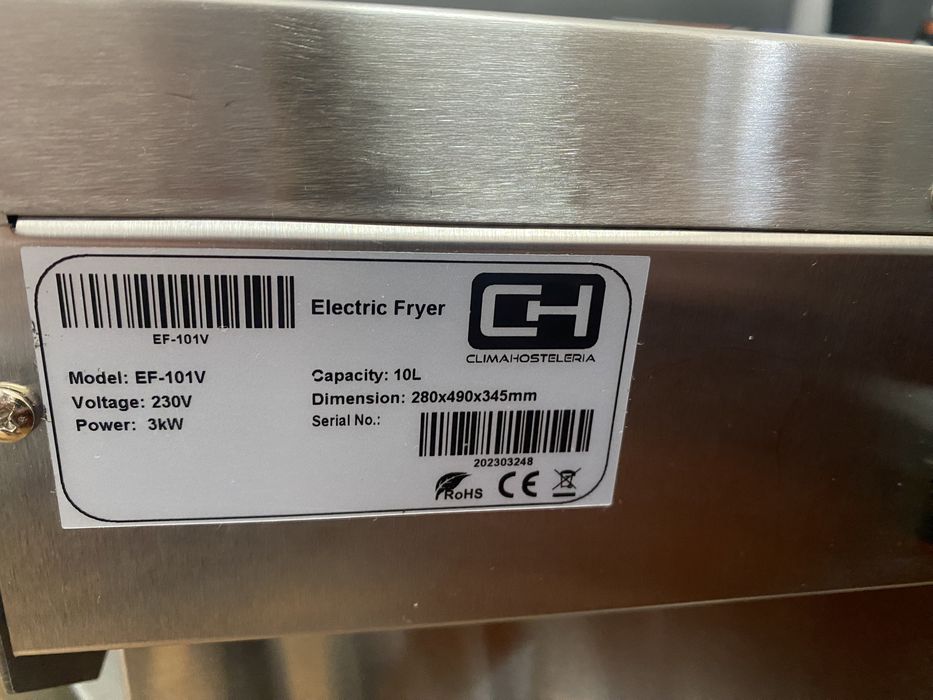 EF-101V
Electric Fryer
CH
CLIMAHOSTELERIA
Model: EF-101V
Capacity: 10L
Voltage: 230V
Dimension: 280x490x345mm
Power: 3kW
Serial No.:
202303248
RoHS CE